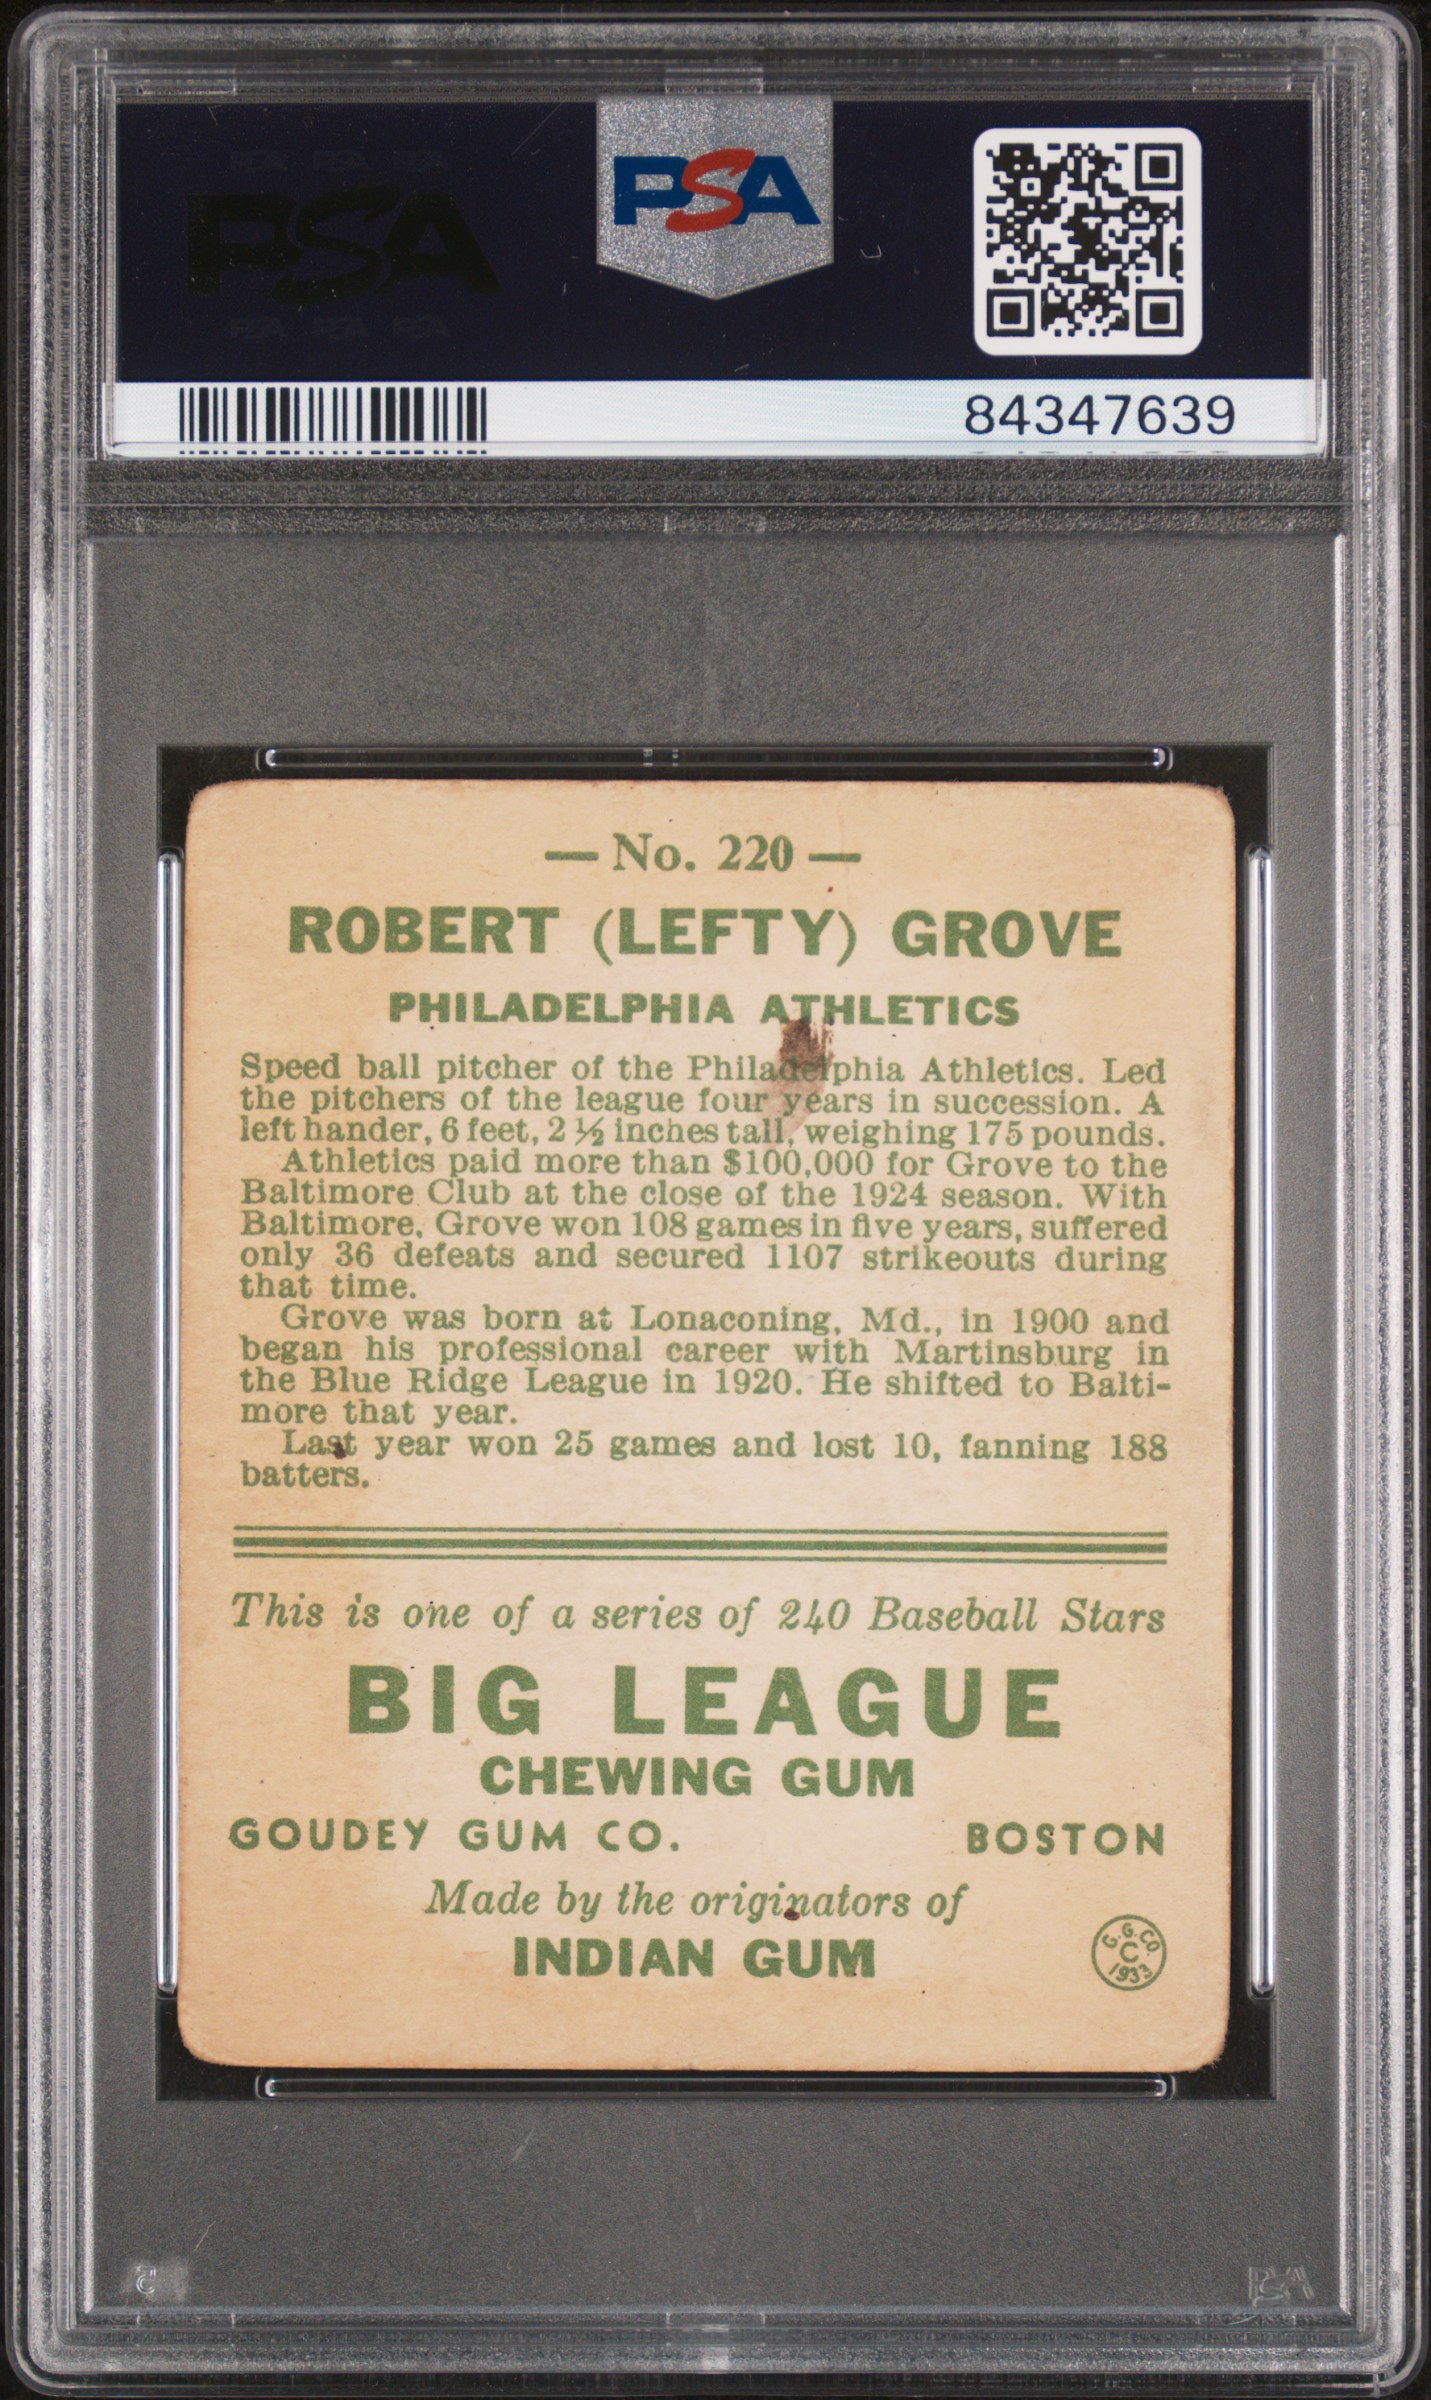 PSA
PSA
84347639
— No. 220 —
ROBERT (LEFTY) GROVE
PHILADELPHIA ATHLETICS
Speed ball pitcher of the Philadelphia Athletics. Led
the pitchers of the league four years in succession. A
left hander, 6 feet, 2 ½ inches tall, weighing 175 pounds.
Athletics paid more than $100,000 for Grove to the
Baltimore Club at the close of the 1924 season. With
Baltimore, Grove won 108 games in five years, suffered
only 36 defeats and secured 1107 strikeouts during
that time.
Grove was born at Lonaconing, Md., in 1900 and
began his professional career with Martinsburg in
the Blue Ridge League in 1920. He shifted to Balti-
more that year.
Last year won 25 games and lost 10, fanning 188
batters.
This is one of a series of 240 Baseball Stars
BIG LEAGUE
CHEWING GUM
GOUDEY GUM CO. BOSTON
Made by the originators of
INDIAN GUM
G.G.CO.
C
1933
PSA